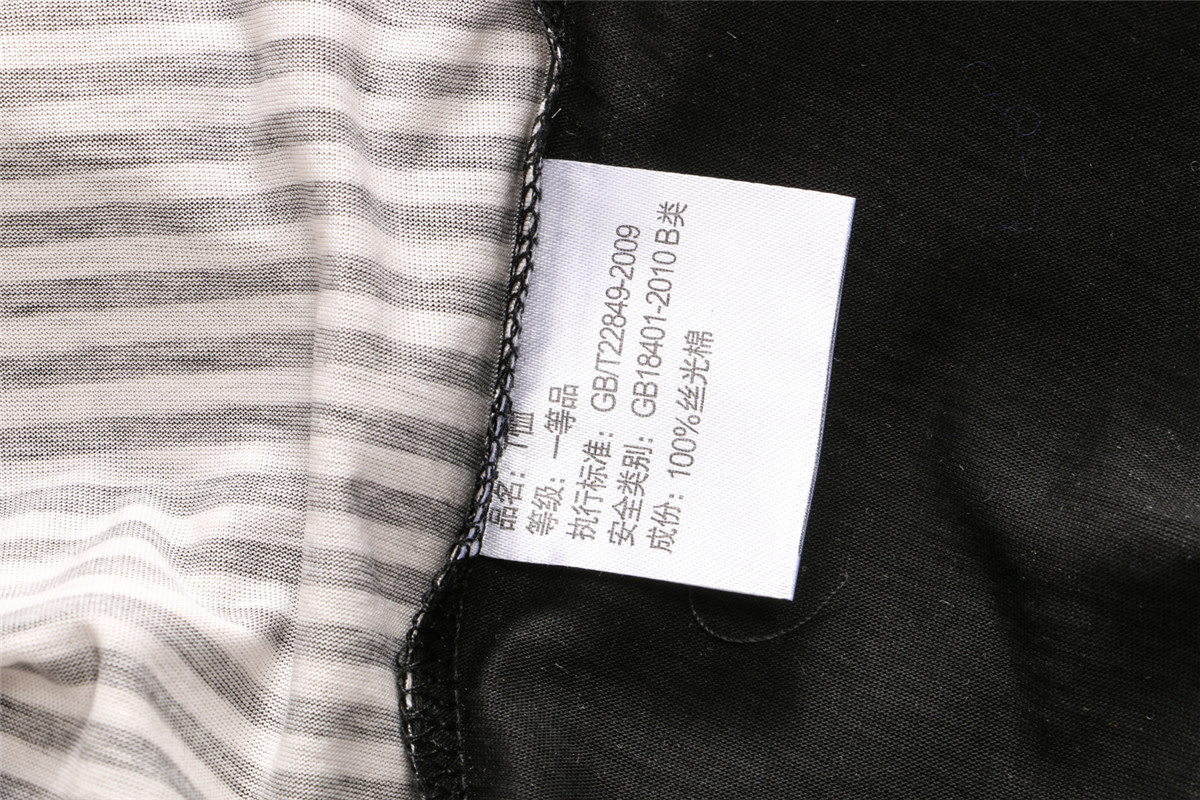 品名：T恤
等级：一等品
执行标准：GB/T22849-2009
安全类别：GB18401-2010 B类
成份：100%丝光棉